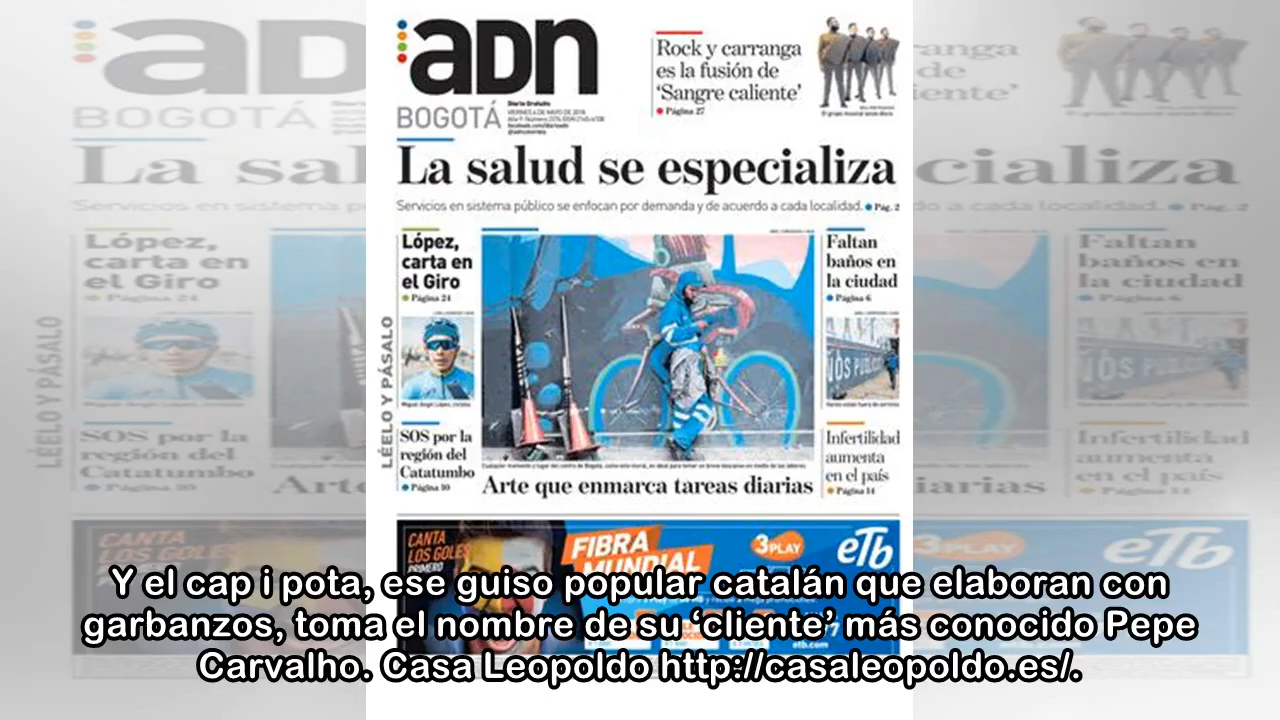 adn
BOGOTÁ
Diario Gratuito
Rock y carranga
es la fusión de
‘Sangre caliente’
Página 27
La salud se especializa
Servicios en sistema público se enfocan por demanda y de acuerdo a cada localidad. Pág. 2
LÉELO Y PÁSALO
López,
carta en
el Giro
Página 24
SOS por la
región del
Catatumbo
Página 10
Arte que enmarca tareas diarias
Faltan
baños en
la ciudad
Página 6
Infertilidad
aumenta
en el país
Página 14
CANTA
LOS GOLES
PRIMERO
FIBRA
MUNDIAL
3PLAY
etb
etb.com
Y el cap i pota, ese guiso popular catalán que elaboran con
garbanzos, toma el nombre de su ‘cliente’ más conocido Pepe
Carvalho. Casa Leopoldo http://casaleopoldo.es/.